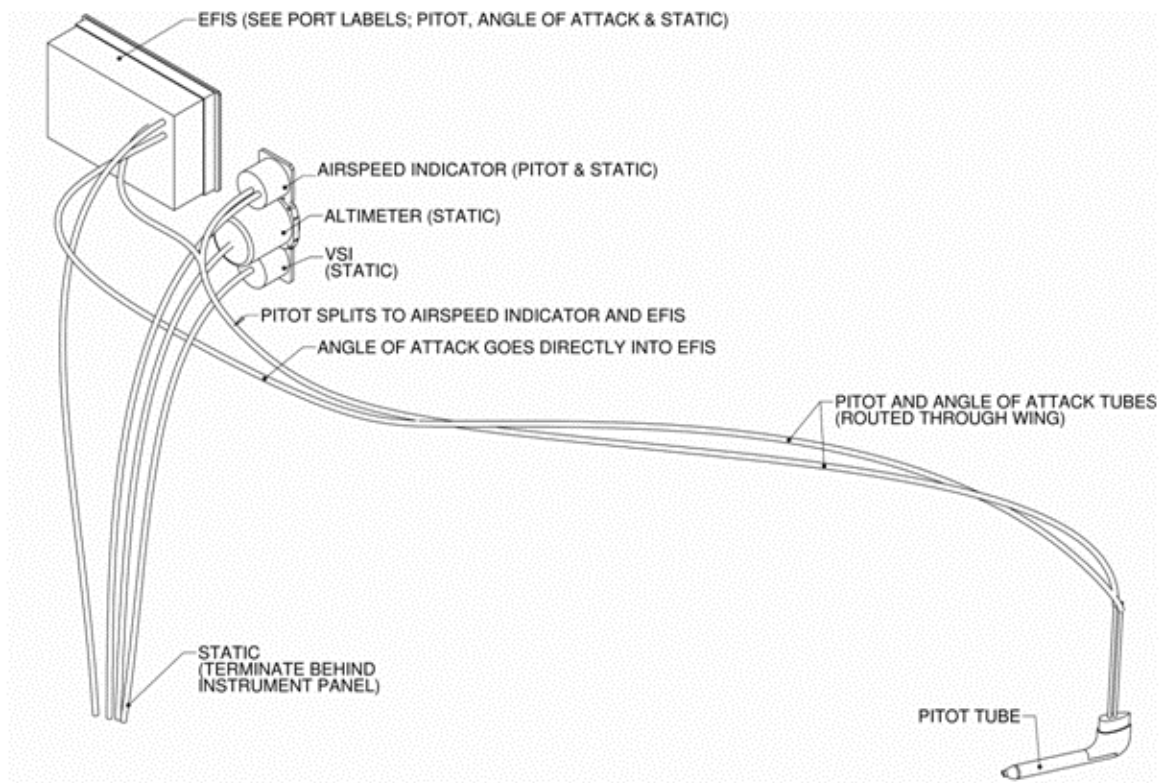 EFIS (SEE PORT LABELS; PITOT, ANGLE OF ATTACK & STATIC)
AIRSPEED INDICATOR (PITOT & STATIC)
ALTIMETER (STATIC)
VSI
(STATIC)
PITOT SPLITS TO AIRSPEED INDICATOR AND EFIS
ANGLE OF ATTACK GOES DIRECTLY INTO EFIS
PITOT AND ANGLE OF ATTACK TUBES
(ROUTED THROUGH WING)
STATIC
(TERMINATE BEHIND
INSTRUMENT PANEL)
PITOT TUBE